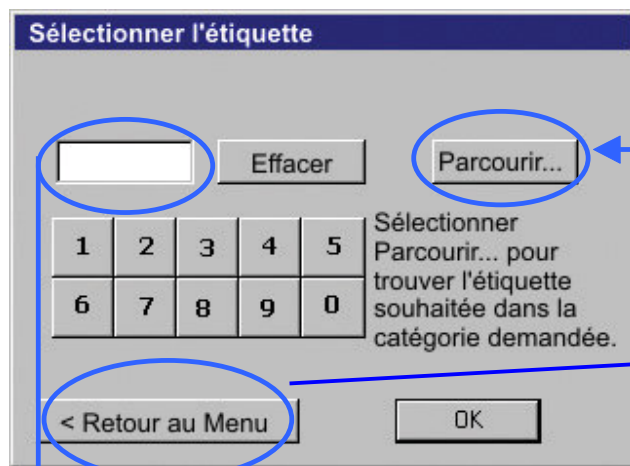 Sélectionner l'étiquette
Effacer
Parcourir...
1 2 3 4 5
6 7 8 9 0
Sélectionner
Parcourir... pour
trouver l'étiquette
souhaitée dans la
catégorie demandée.
< Retour au Menu
OK